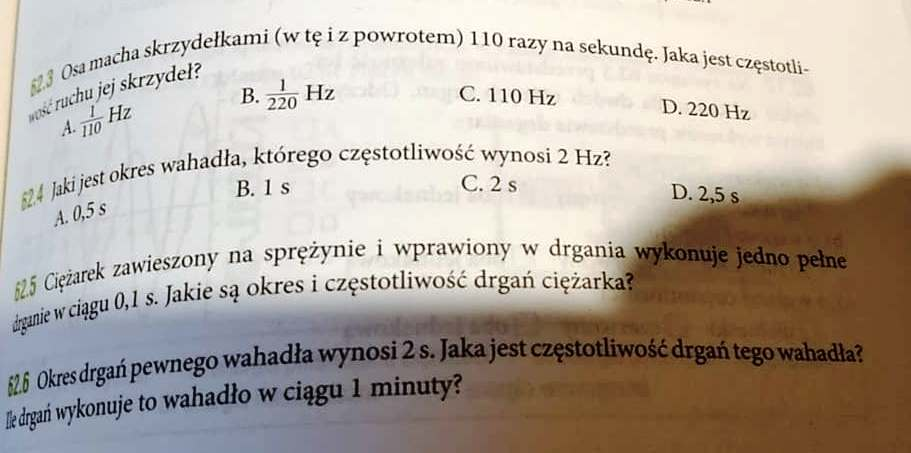 62.3 Osa macha skrzydełkami (w tę i z powrotem) 110 razy na sekundę. Jaka jest częstotli-
wość ruchu jej skrzydeł?
A. 1/110 Hz B. 1/220 Hz C. 110 Hz D. 220 Hz
62.4 Jaki jest okres wahadła, którego częstotliwość wynosi 2 Hz?
A. 0,5 s B. 1 s C. 2 s D. 2,5 s
62.5 Ciężarek zawieszony na sprężynie i wprawiony w drgania wykonuje jedno pełne
drganie w ciągu 0,1 s. Jakie są okres i częstotliwość drgań ciężarka?
62.6 Okres drgań pewnego wahadła wynosi 2 s. Jaka jest częstotliwość drgań tego wahadła?
Ile drgań wykonuje to wahadło w ciągu 1 minuty?